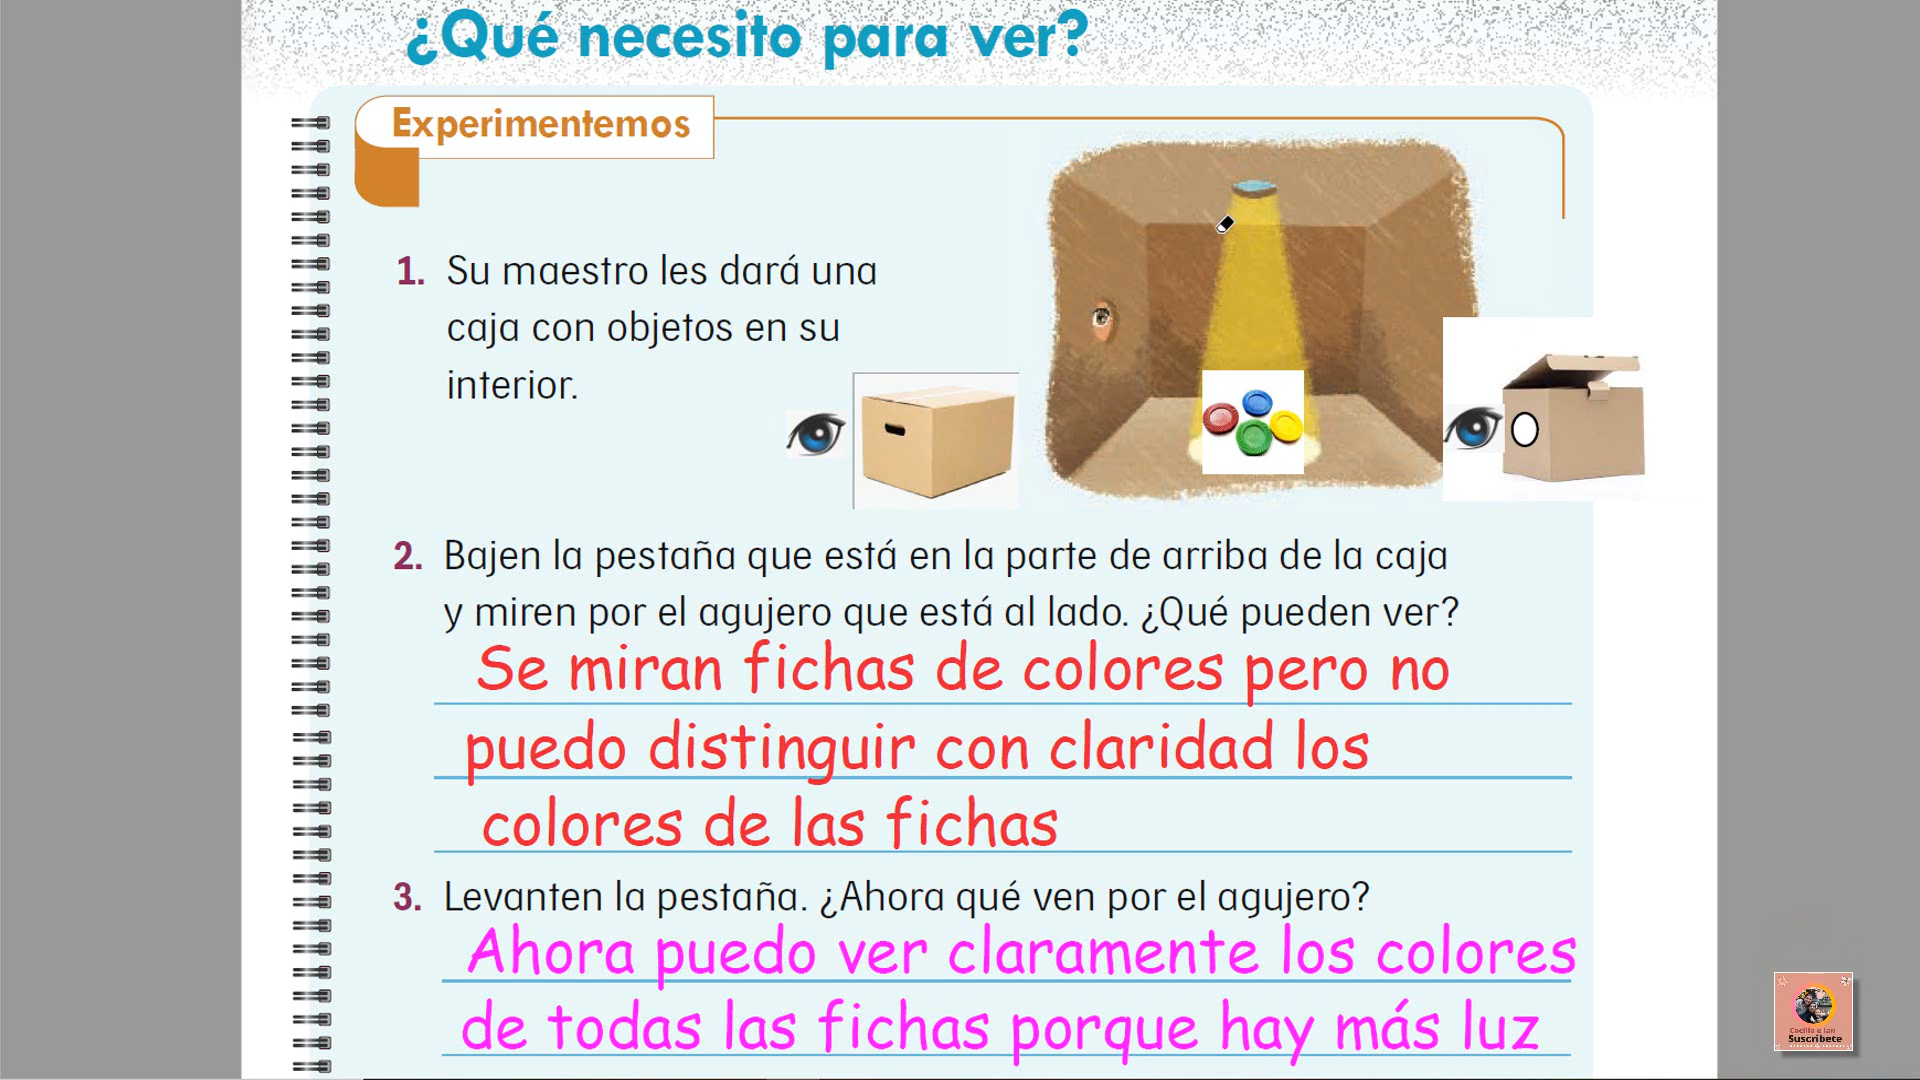 ¿Qué necesito para ver?
Experimentemos
1. Su maestro les dará una
caja con objetos en su
interior.
2. Bajen la pestaña que está en la parte de arriba de la caja
y miren por el agujero que está al lado. ¿Qué pueden ver?
Se miran fichas de colores pero no
puedo distinguir con claridad los
colores de las fichas
3. Levanten la pestaña. ¿Ahora qué ven por el agujero?
Ahora puedo ver claramente los colores
de todas las fichas porque hay más luz
Suscribete